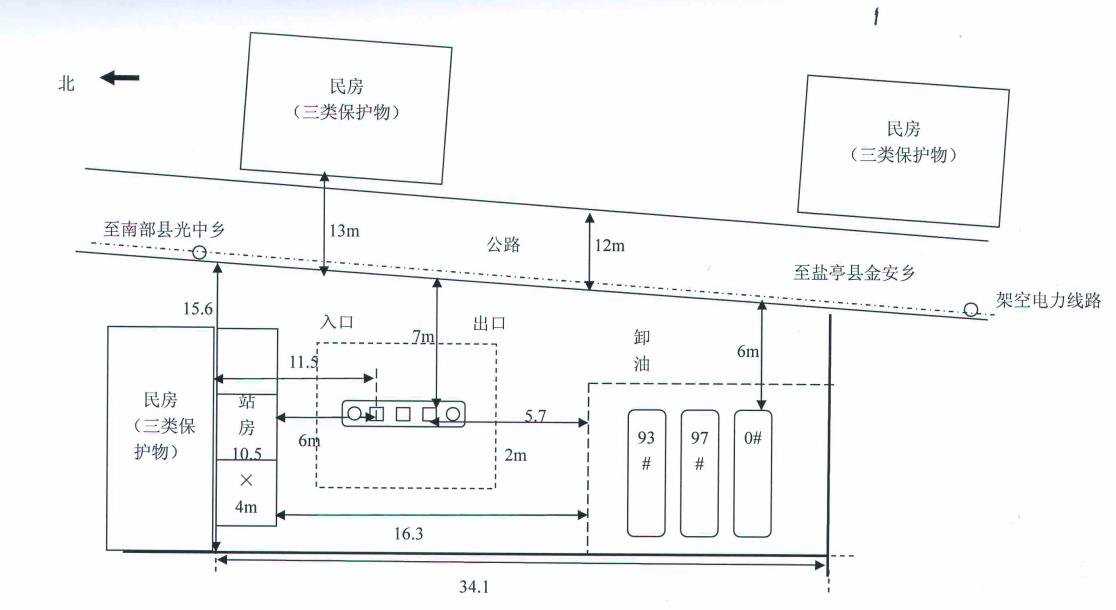 北
民房
（三类保护物）
民房
（三类保护物）
至南部县光中乡
13m
公路
12m
至盐亭县金安乡
架空电力线路
15.6
入口
7m
出口
卸
油
6m
11.5
民房
（三类保
护物）
站
房
10.5
×
4m
6m
5.7
2m
93
#
97
#
0#
16.3
34.1